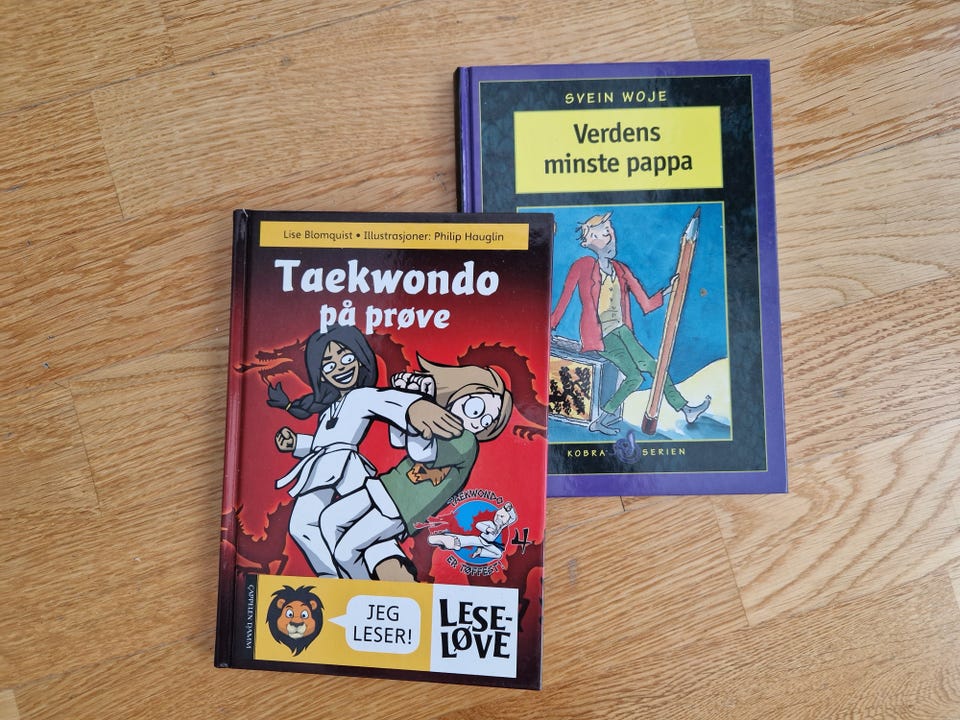 SVEIN WOJE
Verdens
minste pappa
KOBRA SERIEN
Lise Blomquist • Illustrasjoner: Philip Hauglin
Taekwondo
på prøve
TAEKWONDO
ER TØFFEST!
4
CAPPELEN DAMM
JEG
LESER!
LESE-
LØVE